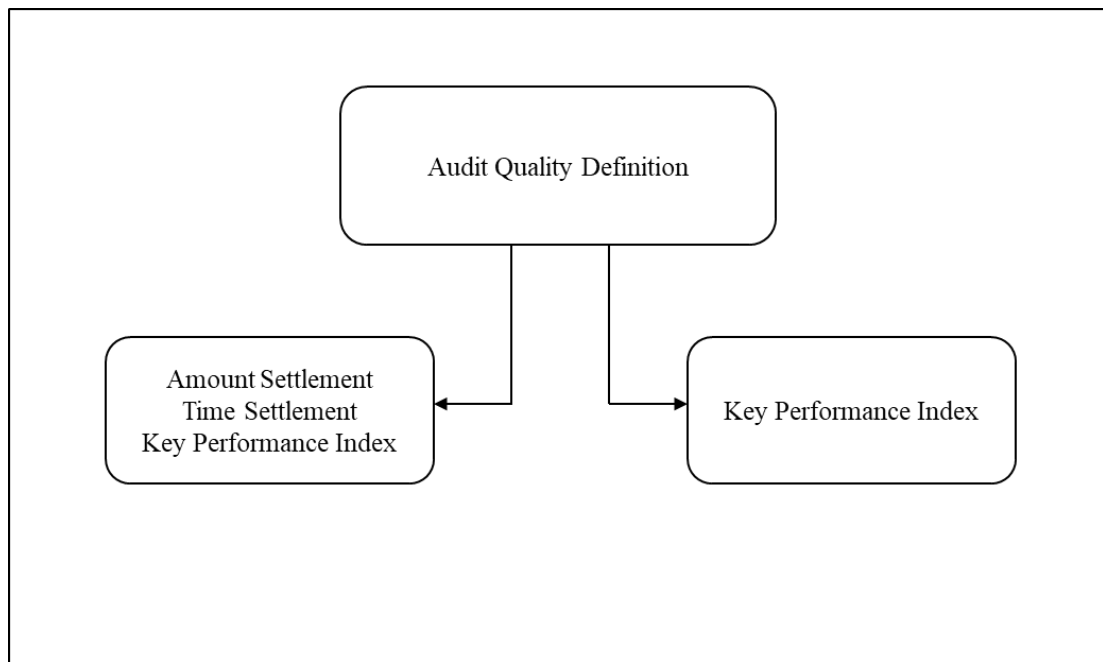 Audit Quality Definition
Amount Settlement
Time Settlement
Key Performance Index
Key Performance Index